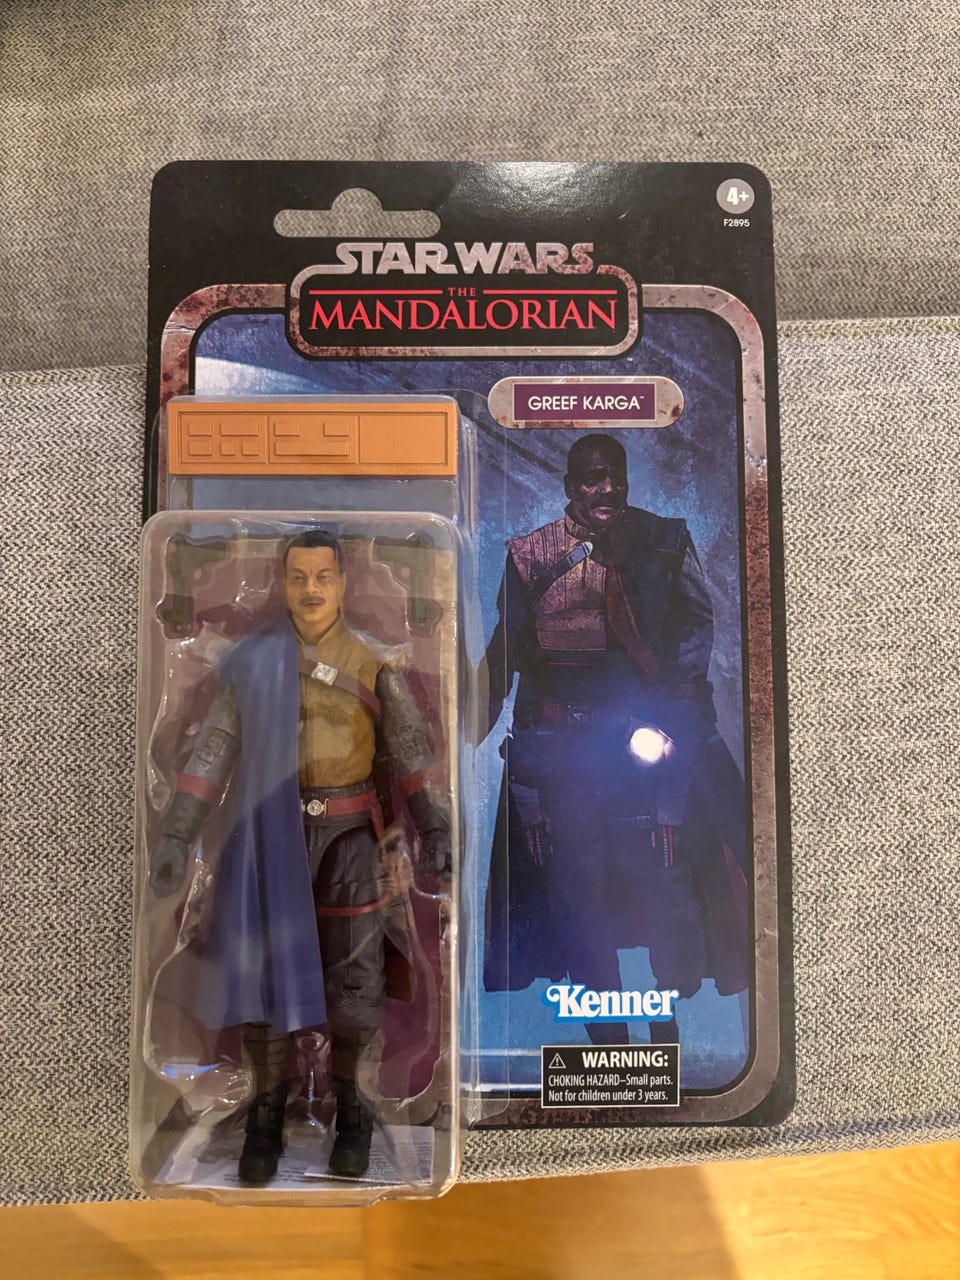 4+
F2895
STAR WARS
THE
MANDALORIAN
GREEF KARGA™
Kenner
WARNING:
CHOKING HAZARD–Small parts.
Not for children under 3 years.